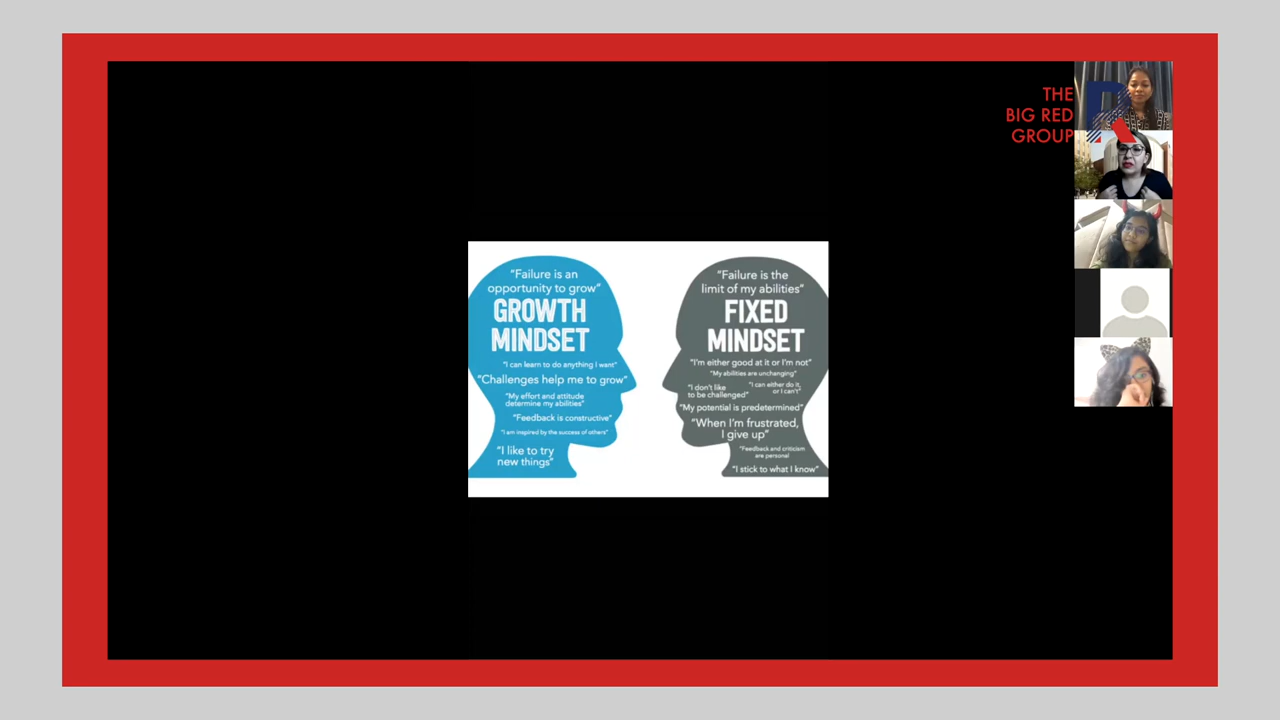 THE
BIG RED
GROUP
"Failure is an
opportunity to grow"
GROWTH
MINDSET
"I can learn to do anything I want"
"Challenges help me to grow"
"My effort and attitude
determine my abilities"
"Feedback is constructive"
"I am inspired by the success of others"
"I like to try
new things"
"Failure is the
limit of my abilities"
FIXED
MINDSET
"I'm either good at it or I'm not"
"My abilities are unchanging"
"I don't like
to be challenged"
"I can either do it,
or I can't"
"My potential is predetermined"
"When I'm frustrated,
I give up"
"Feedback and criticism
are personal
"I stick to what I know"